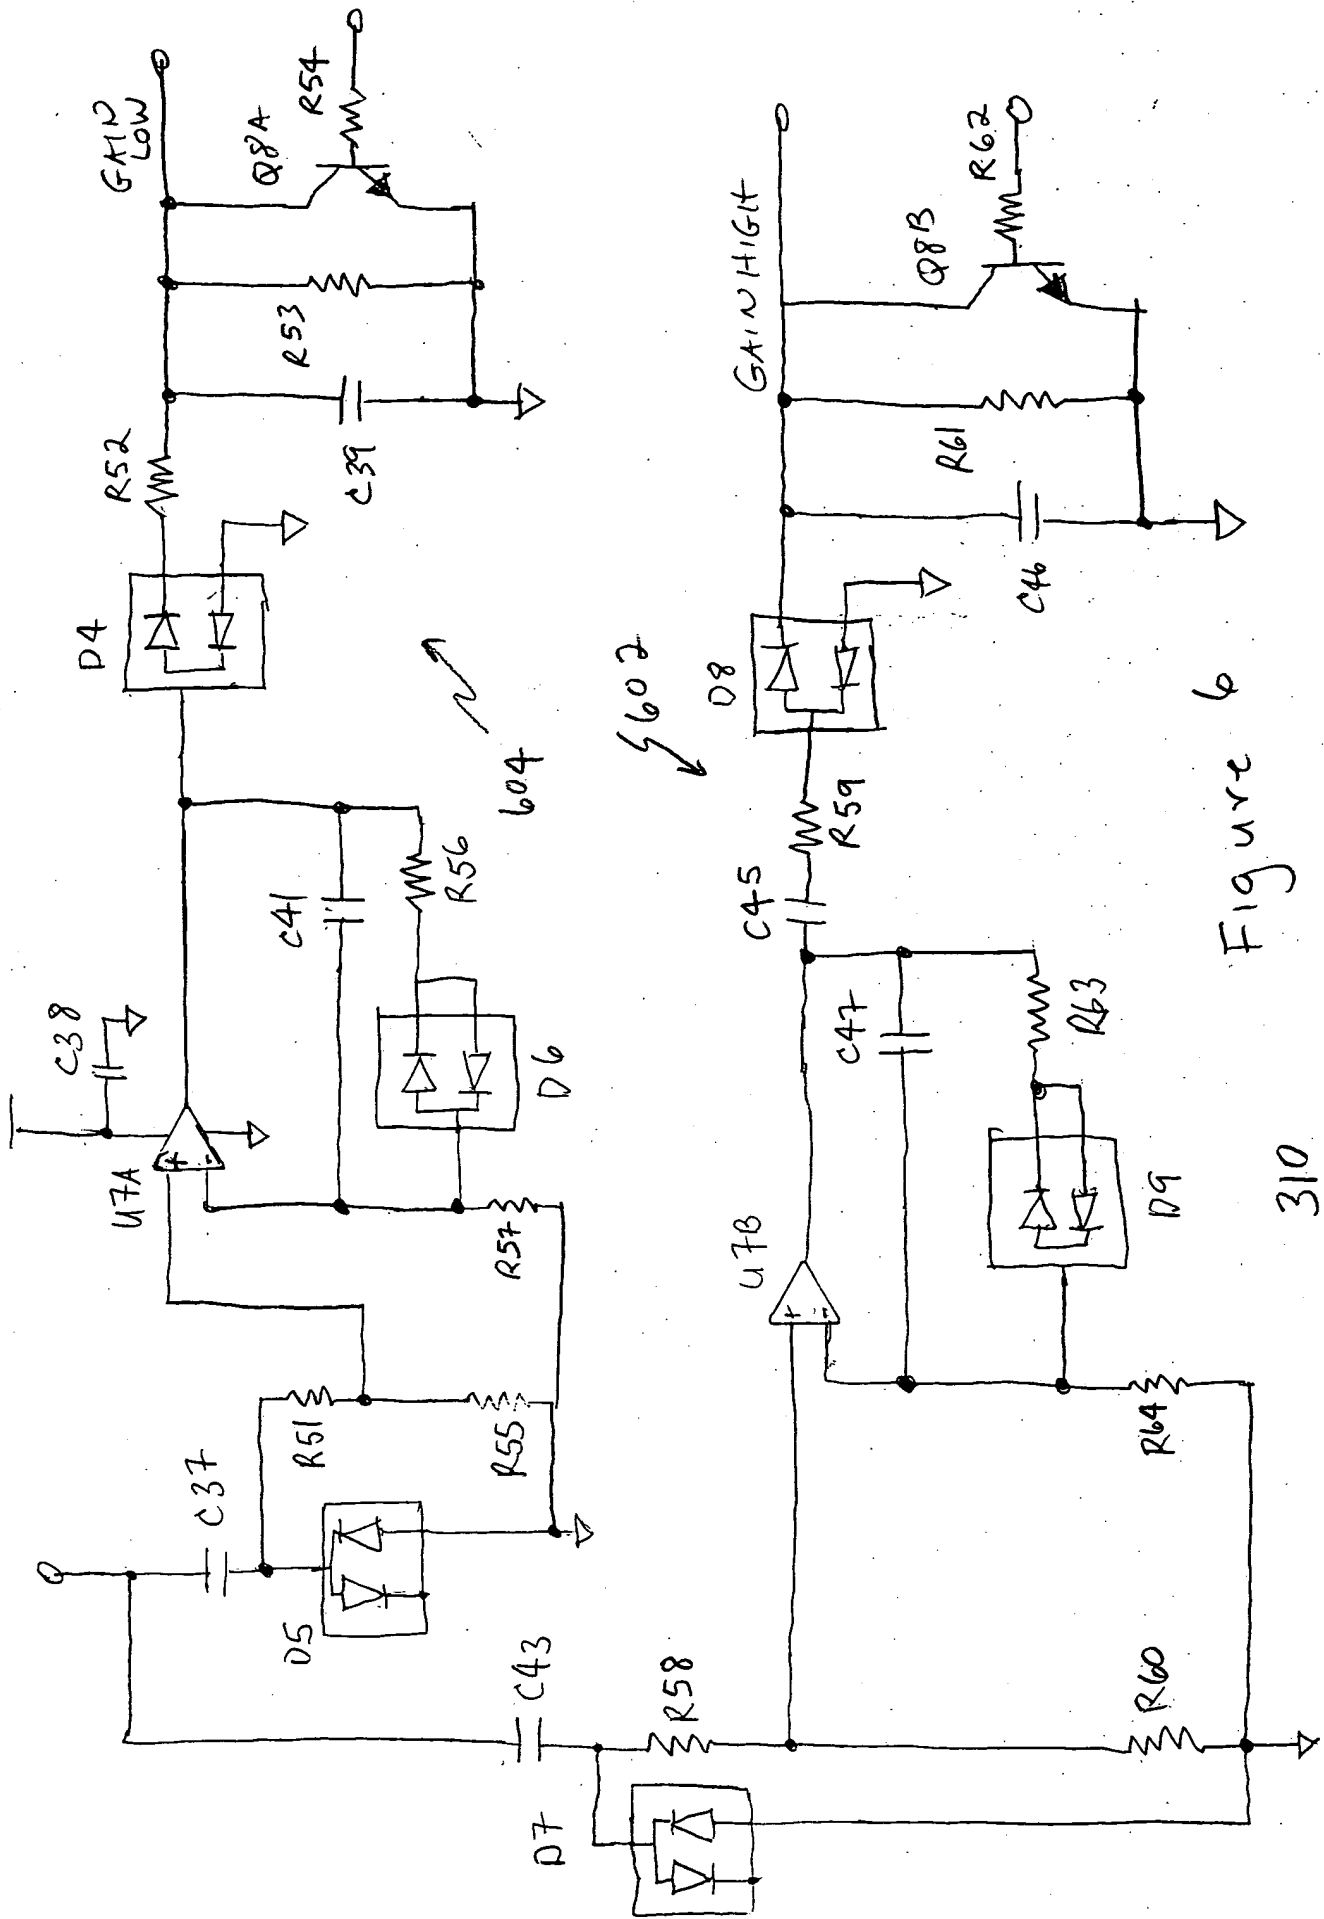 GAIN
LOW
R54
Q8A
R53
R52
C39
D4
604
C41
R56
C38
D6
U7A
R57
R51
R55
C37
D5
GAIN HIGH
R62
Q8B
R61
C46
602
D8
R59
C45
C47
R63
D9
U7B
R64
C43
R58
R60
D7
+
-
+
-
310
Figure 6